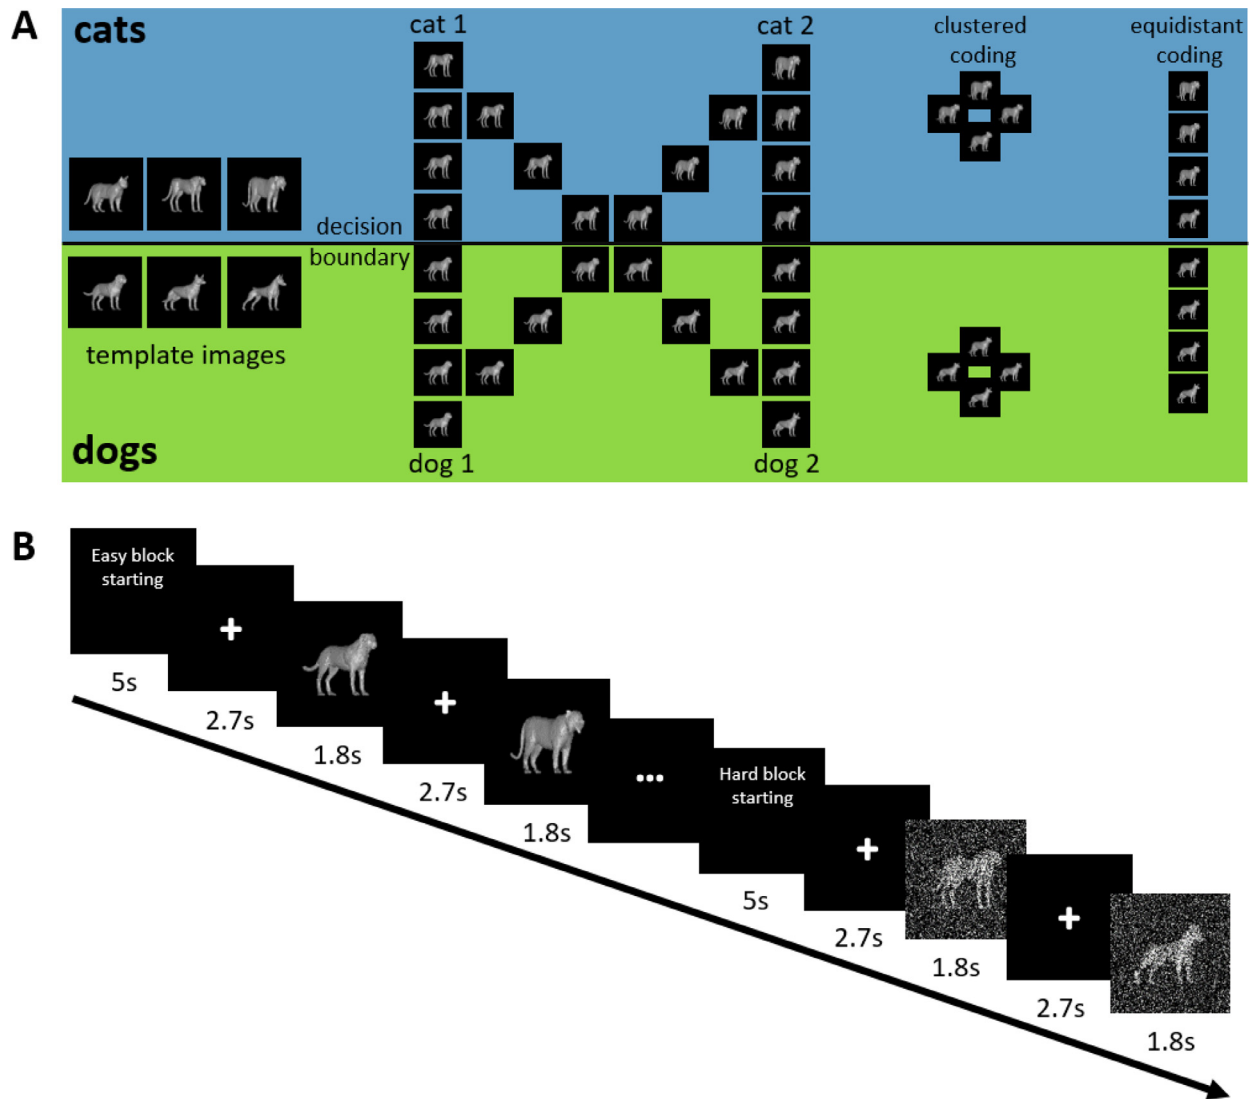 A
cats
cat 1
cat 2
clustered
coding
equidistant
coding
decision
boundary
template images
dogs
dog 1
dog 2
B
Easy block
starting
+
+
...
Hard block
starting
+
+
5s
2.7s
1.8s
2.7s
1.8s
5s
2.7s
1.8s
2.7s
1.8s